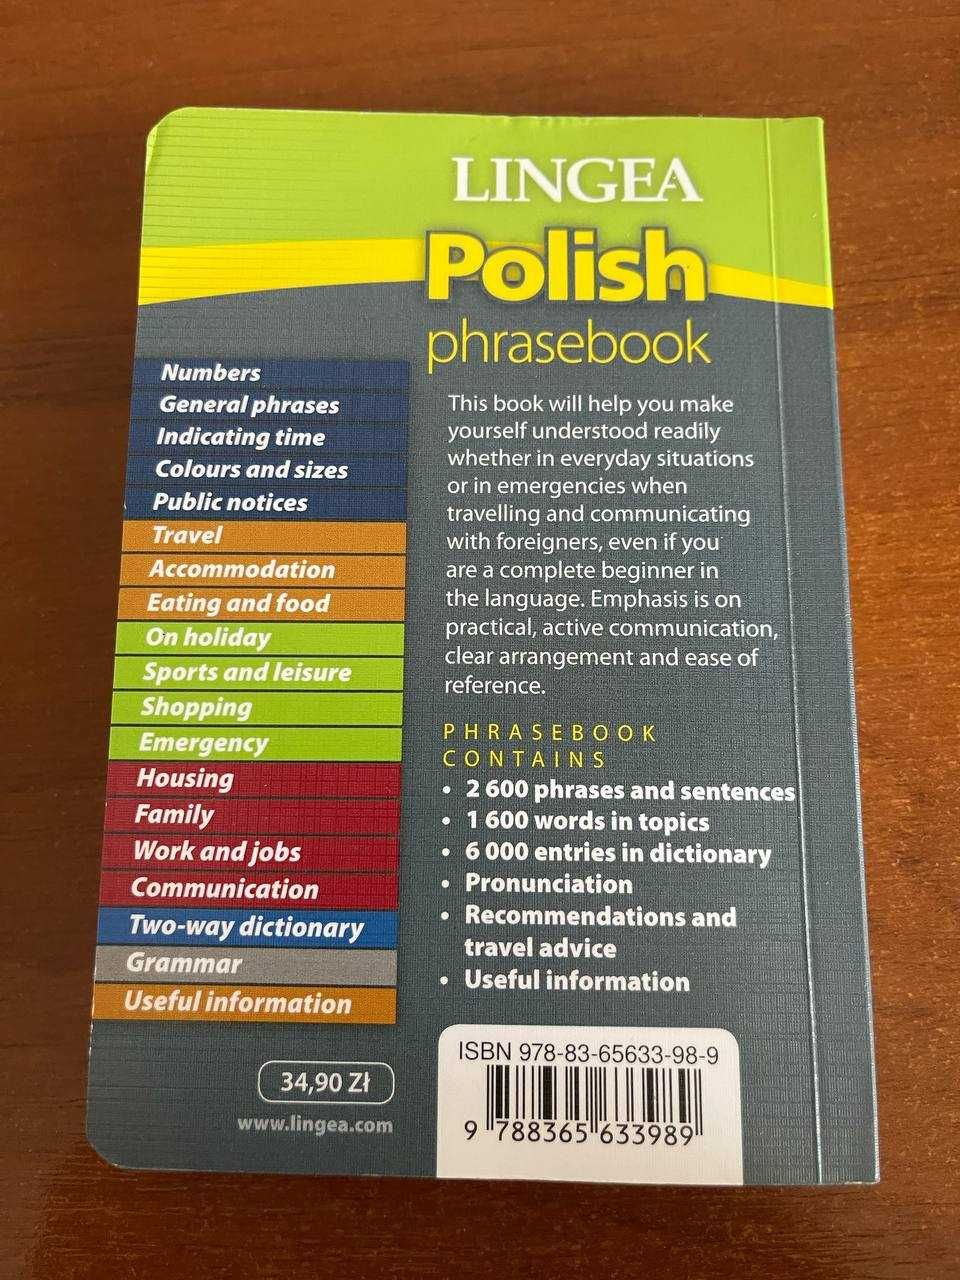 LINGEA
Polish
phrasebook
Numbers
General phrases
Indicating time
Colours and sizes
Public notices
Travel
Accommodation
Eating and food
On holiday
Sports and leisure
Shopping
Emergency
Housing
Family
Work and jobs
Communication
Two-way dictionary
Grammar
Useful information
34,90 Zł
www.lingea.com
This book will help you make
yourself understood readily
whether in everyday situations
or in emergencies when
travelling and communicating
with foreigners, even if you
are a complete beginner in
the language. Emphasis is on
practical, active communication,
clear arrangement and ease of
reference.
PHRASEBOOK
CONTAINS
• 2 600 phrases and sentences
• 1 600 words in topics
• 6 000 entries in dictionary
• Pronunciation
• Recommendations and
travel advice
• Useful information
ISBN 978-83-65633-98-9
9 788365 633989